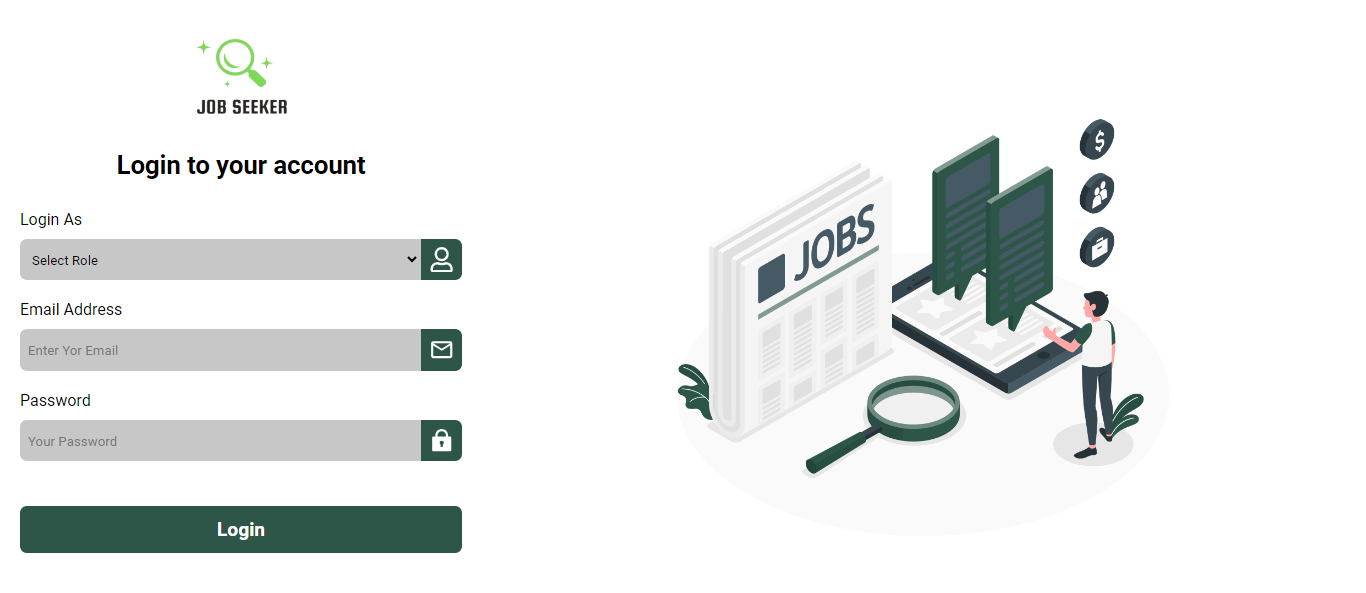 JOB SEEKER
Login to your account
Login As
Select Role
Email Address
Enter Yor Email
Password
Your Password
Login
JOBS
$